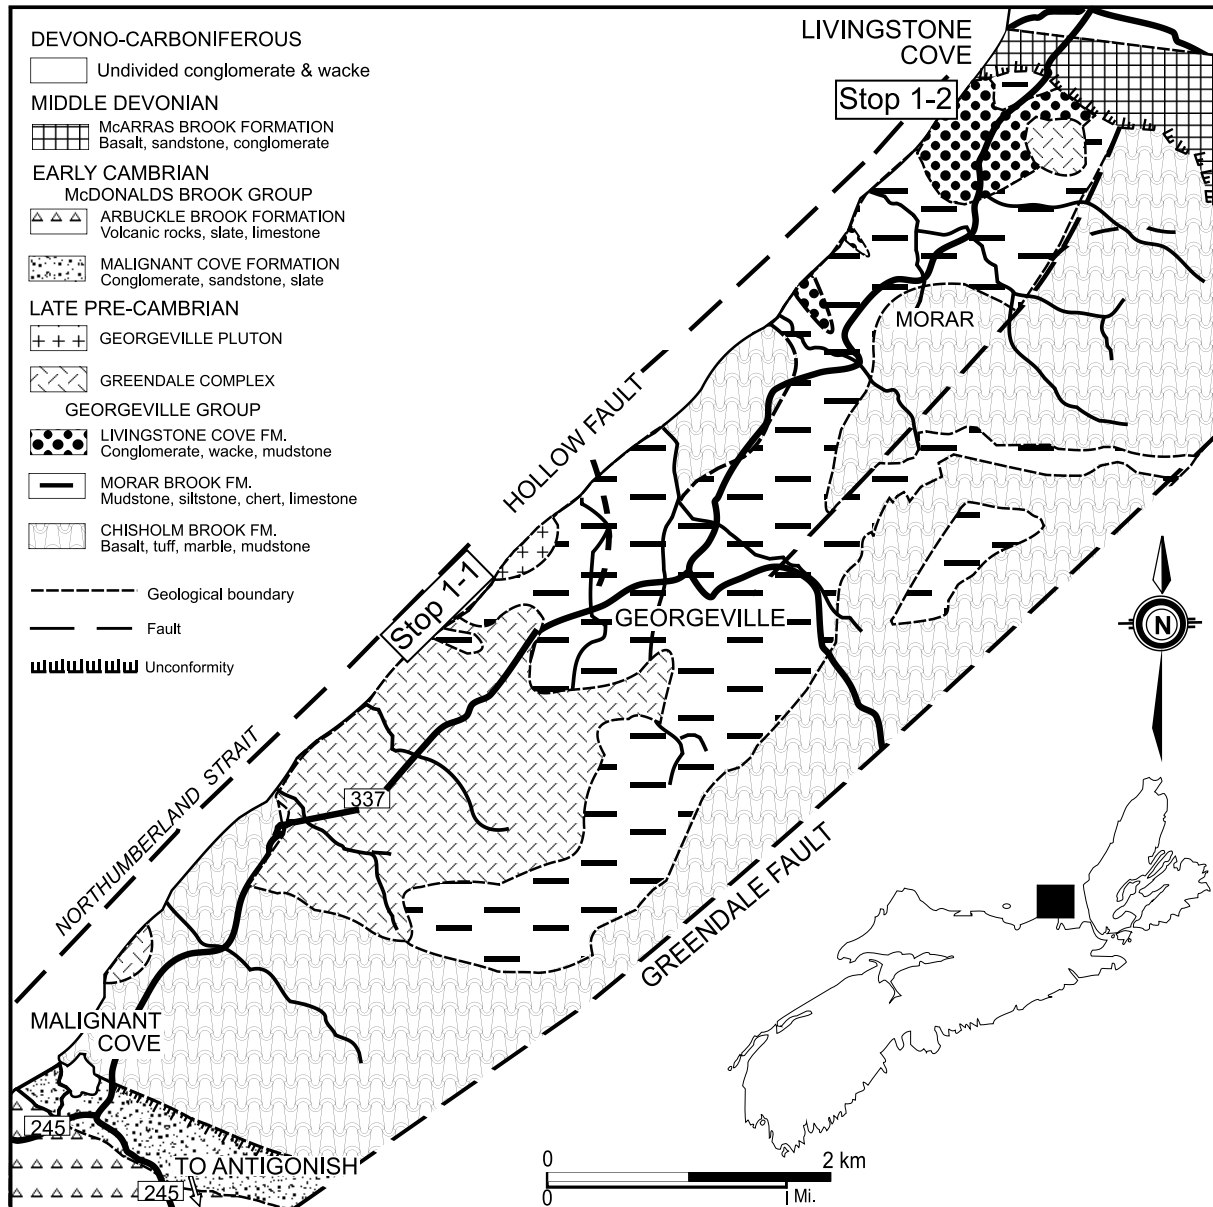 DEVONO-CARBONIFEROUS
Undivided conglomerate & wacke
MIDDLE DEVONIAN
McARRAS BROOK FORMATION
Basalt, sandstone, conglomerate
EARLY CAMBRIAN
McDONALDS BROOK GROUP
ARBUCKLE BROOK FORMATION
Volcanic rocks, slate, limestone
MALIGNANT COVE FORMATION
Conglomerate, sandstone, slate
LATE PRE-CAMBRIAN
GEORGEVILLE PLUTON
GREENDALE COMPLEX
GEORGEVILLE GROUP
LIVINGSTONE COVE FM.
Conglomerate, wacke, mudstone
MORAR BROOK FM.
Mudstone, siltstone, chert, limestone
CHISHOLM BROOK FM.
Basalt, tuff, marble, mudstone
Geological boundary
Fault
Unconformity
LIVINGSTONE
COVE
Stop 1-2
MORAR
HOLLOW FAULT
Stop 1-1
GEORGEVILLE
N
337
NORTHUMBERLAND STRAIT
GREENDALE FAULT
MALIGNANT
COVE
245
TO ANTIGONISH
245
0 2 km
0 I Mi.